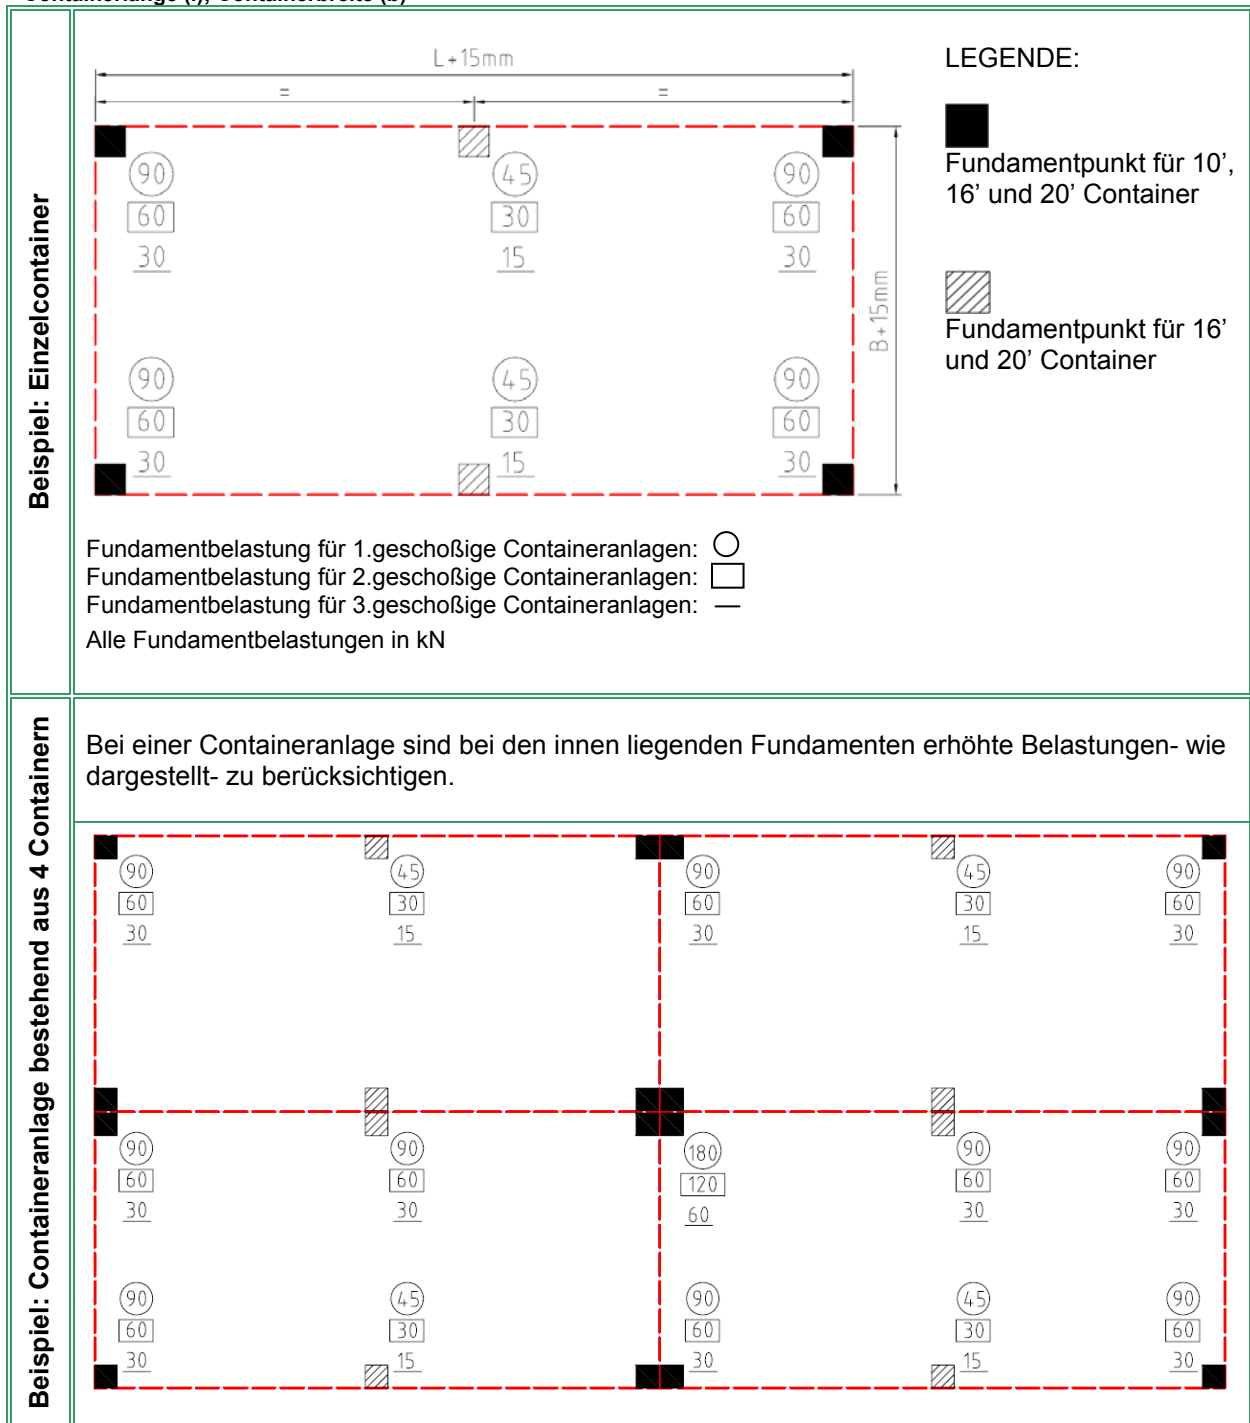 Containerlänge (l), Containerbreite (b)
Beispiel: Einzelcontainer
L+15mm
= =
90 45 90
60 30 60
30 15 30
B+15mm
90 45 90
60 30 60
30 15 30
LEGENDE:
Fundamentpunkt für 10’,
16’ und 20’ Container
Fundamentpunkt für 16’
und 20’ Container
Fundamentbelastung für 1.geschoßige Containeranlagen:
Fundamentbelastung für 2.geschoßige Containeranlagen:
Fundamentbelastung für 3.geschoßige Containeranlagen:
Alle Fundamentbelastungen in kN
Beispiel: Containeranlage bestehend aus 4 Containern
Bei einer Containeranlage sind bei den innen liegenden Fundamenten erhöhte Belastungen- wie
dargestellt- zu berücksichtigen.
90 45 90 45 90
60 30 60 30 60
30 15 30 15 30
90 90 180 90 90
60 60 120 60 60
30 30 60 30 30
90 45 90 45 90
60 30 60 30 60
30 15 30 15 30